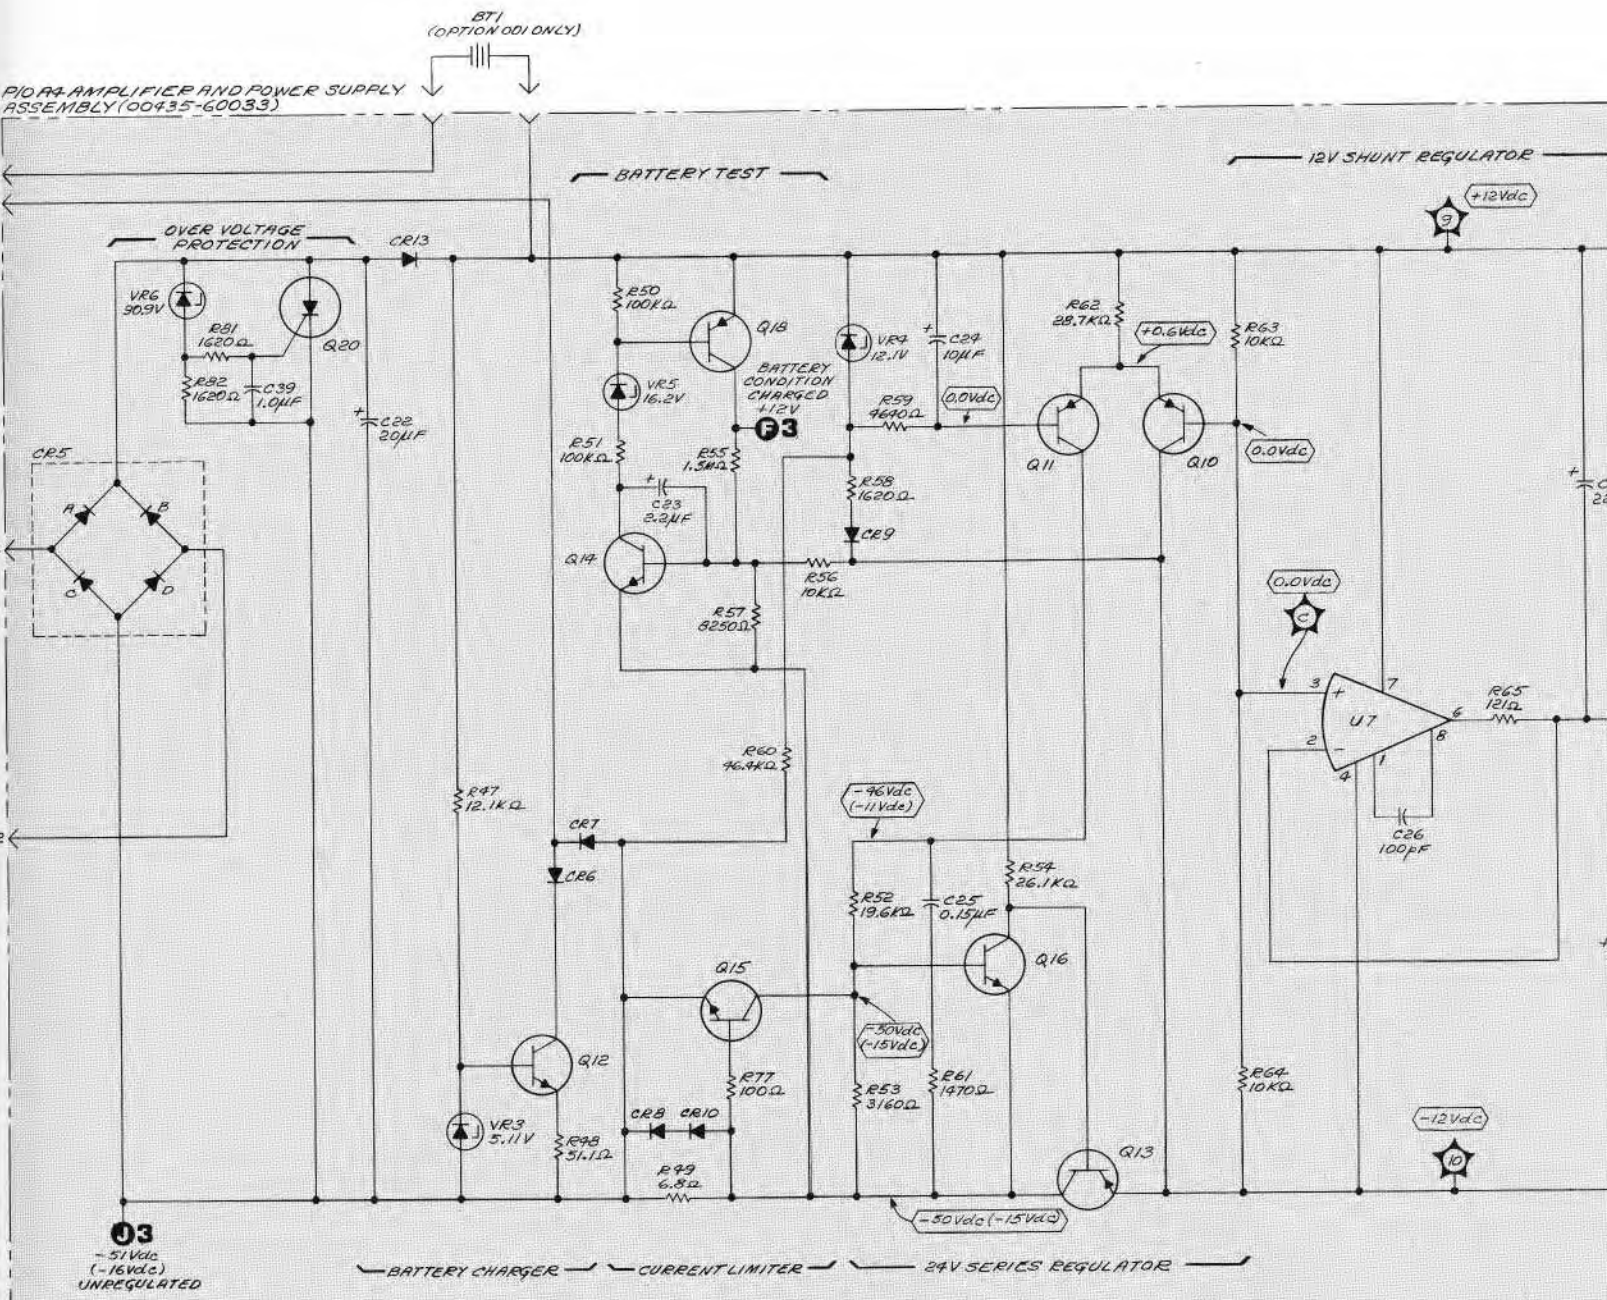 BT1
(OPTION 001 ONLY)
P/O A4 AMPLIFIER AND POWER SUPPLY
ASSEMBLY (00435-60033)
BATTERY TEST
12V SHUNT REGULATOR
+12Vdc
9
OVER VOLTAGE
PROTECTION
CR13
VR6
90.9V
R81
1620Ω
Q20
R82
1620Ω
C39
1.0µF
+
C22
20µF
CR5
A
B
C
D
R50
100KΩ
Q18
VR5
16.2V
BATTERY
CONDITION
CHARGED
+12V
F3
R51
100KΩ
R55
1.5MΩ
+
C23
2.2µF
Q14
R56
10KΩ
R57
8250Ω
VR4
12.1V
+
C24
10µF
R59
4640Ω
0.0Vdc
R58
1620Ω
CR9
R62
28.7KΩ
+0.6Vdc
R63
10KΩ
Q11
Q10
0.0Vdc
+
0.0Vdc
C
3
+
7
U7
6
R65
121Ω
2
-
8
4
1
C26
100pF
R60
46.4KΩ
R47
12.1KΩ
CR7
CR6
-46Vdc
(-11Vdc)
R54
26.1KΩ
R52
19.6KΩ
C25
0.15µF
Q16
Q15
-50Vdc
(-15Vdc)
Q12
R77
100Ω
R53
3160Ω
R61
1470Ω
R64
10KΩ
VR3
5.11V
CR8
CR10
R48
51.1Ω
R49
6.8Ω
Q13
-12Vdc
10
-50Vdc (-15Vdc)
J3
-51Vdc
(-16Vdc)
UNREGULATED
BATTERY CHARGER
CURRENT LIMITER
24V SERIES REGULATOR